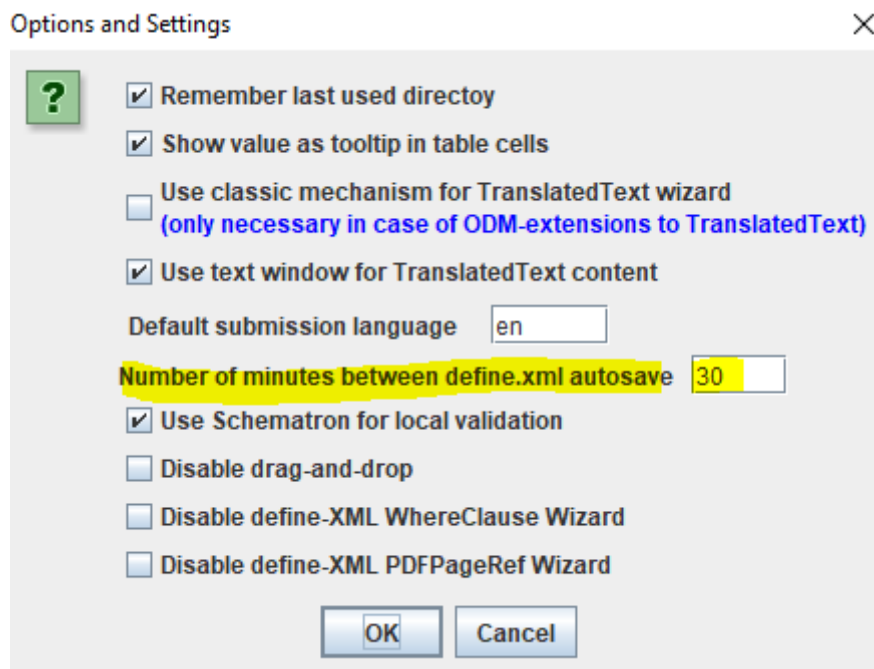 Options and Settings
?
Remember last used directoy
Show value as tooltip in table cells
Use classic mechanism for TranslatedText wizard
(only necessary in case of ODM-extensions to TranslatedText)
Use text window for TranslatedText content
Default submission language en
Number of minutes between define.xml autosave 30
Use Schematron for local validation
Disable drag-and-drop
Disable define-XML WhereClause Wizard
Disable define-XML PDFPageRef Wizard
OK Cancel